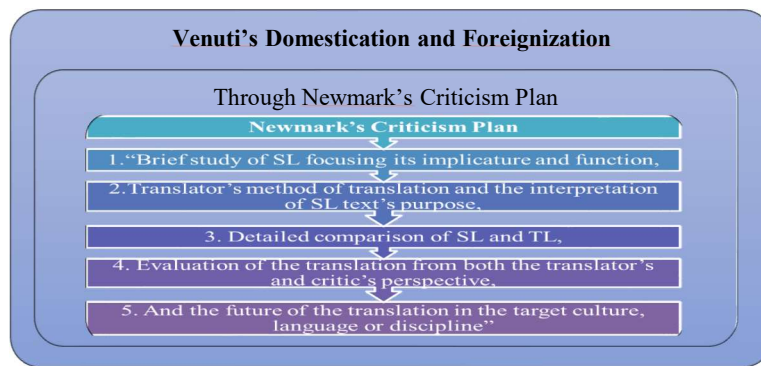 Venuti's Domestication and Foreignization
Through Newmark's Criticism Plan
Newmark's Criticism Plan
1."Brief study of SL focusing its implicature and function,
2.Translator's method of translation and the interpretation
of SL text's purpose,
3. Detailed comparison of SL and TL,
4. Evaluation of the translation from both the translator's
and critic's perspective,
5. And the future of the translation in the target culture,
language or discipline"